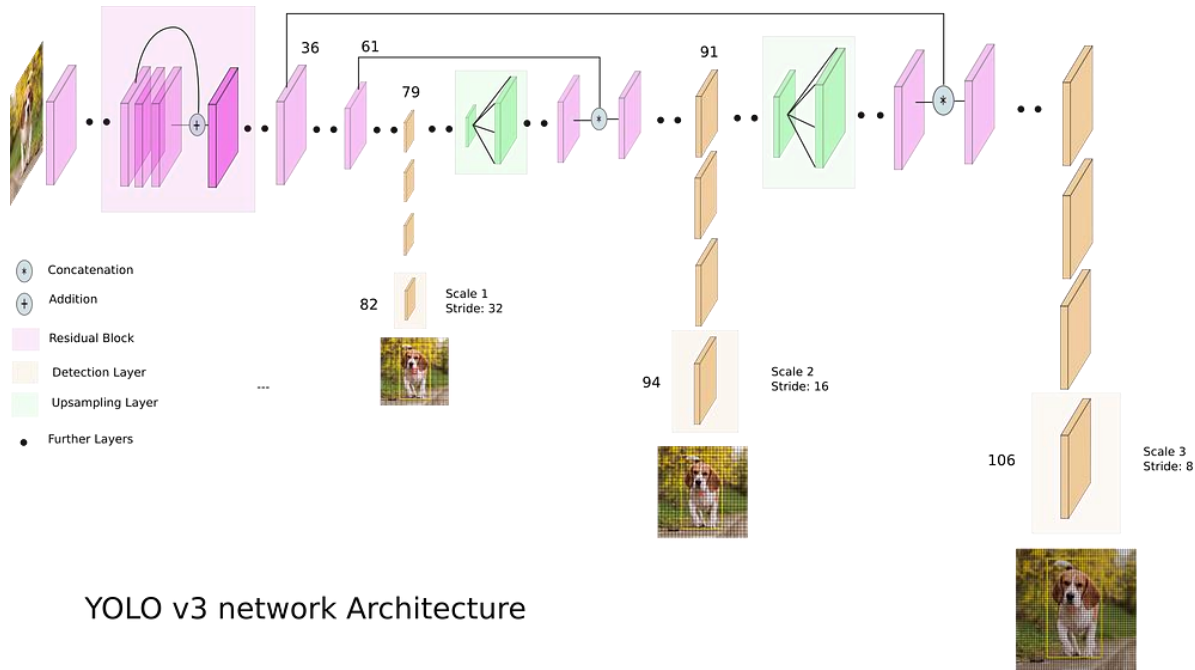 36
61
79
91
*
+
*
* Concatenation
+ Addition
Residual Block
Detection Layer
Upsampling Layer
Further Layers
---
82
Scale 1
Stride: 32
94
Scale 2
Stride: 16
106
Scale 3
Stride: 8
YOLO v3 network Architecture